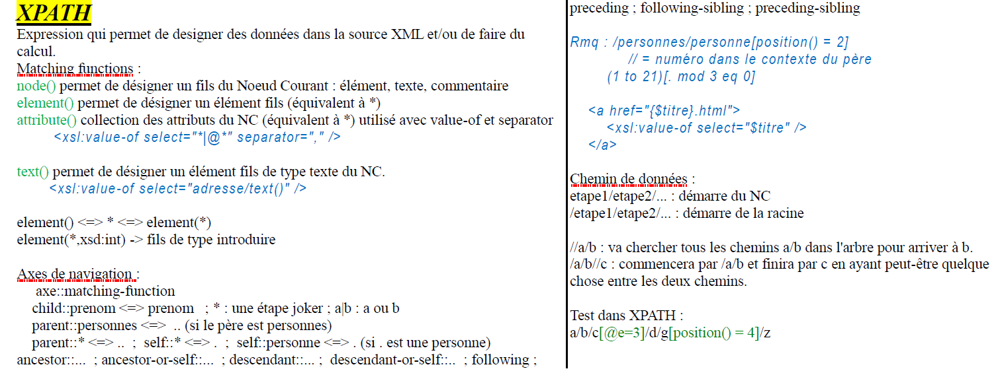 XPATH
Expression qui permet de designer des données dans la source XML et/ou de faire du
calcul.
Matching functions :
node() permet de désigner un fils du Noeud Courant : élément, texte, commentaire
element() permet de désigner un élément fils (équivalent à *)
attribute() collection des attributs du NC (équivalent à *) utilisé avec value-of et separator
<xsl:value-of select="*|@*" separator="," />
text() permet de désigner un élément fils de type texte du NC.
<xsl:value-of select="adresse/text()" />
element() <=> * <=> element(*)
element(*,xsd:int) -> fils de type introduire
Axes de navigation :
axe::matching-function
child::prenom <=> prenom ; * : une étape joker ; a|b : a ou b
parent::personnes <=> .. (si le père est personnes)
parent::* <=> .. ; self::* <=> . ; self::personne <=> . (si . est une personne)
ancestor::... ; ancestor-or-self::... ; descendant::... ; descendant-or-self::.. ; following ;
preceding ; following-sibling ; preceding-sibling
Rmq : /personnes/personne[position() = 2]
// = numéro dans le contexte du père
(1 to 21)[. mod 3 eq 0]
<a href="{$titre}.html">
<xsl:value-of select="$titre" />
</a>
Chemin de données :
etape1/etape2/... : démarre du NC
/etape1/etape2/... : démarre de la racine
//a/b : va chercher tous les chemins a/b dans l'arbre pour arriver à b.
/a/b//c : commencera par /a/b et finira par c en ayant peut-être quelque
chose entre les deux chemins.
Test dans XPATH :
a/b/c[@e=3]/d/g[position() = 4]/z